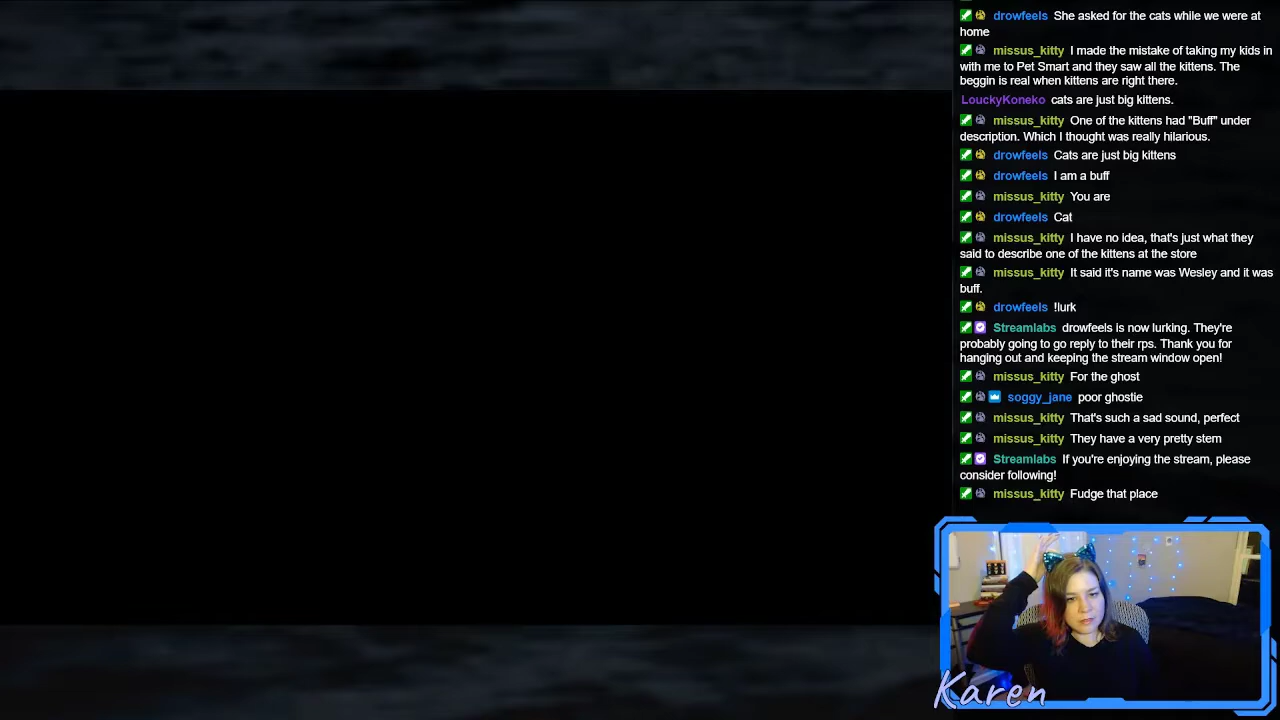 drowfeels She asked for the cats while we were at
home
missus_kitty I made the mistake of taking my kids in
with me to Pet Smart and they saw all the kittens. The
beggin is real when kittens are right there.
LouckyKoneko cats are just big kittens.
missus_kitty One of the kittens had "Buff" under
description. Which I thought was really hilarious.
drowfeels Cats are just big kittens
drowfeels I am a buff
missus_kitty You are
drowfeels Cat
missus_kitty I have no idea, that's just what they
said to describe one of the kittens at the store
missus_kitty It said it's name was Wesley and it was
buff.
drowfeels !lurk
Streamlabs drowfeels is now lurking. They're
probably going to go reply to their rps. Thank you for
hanging out and keeping the stream window open!
missus_kitty For the ghost
soggy_jane poor ghostie
missus_kitty That's such a sad sound, perfect
missus_kitty They have a very pretty stem
Streamlabs If you're enjoying the stream, please
consider following!
missus_kitty Fudge that place
Karen